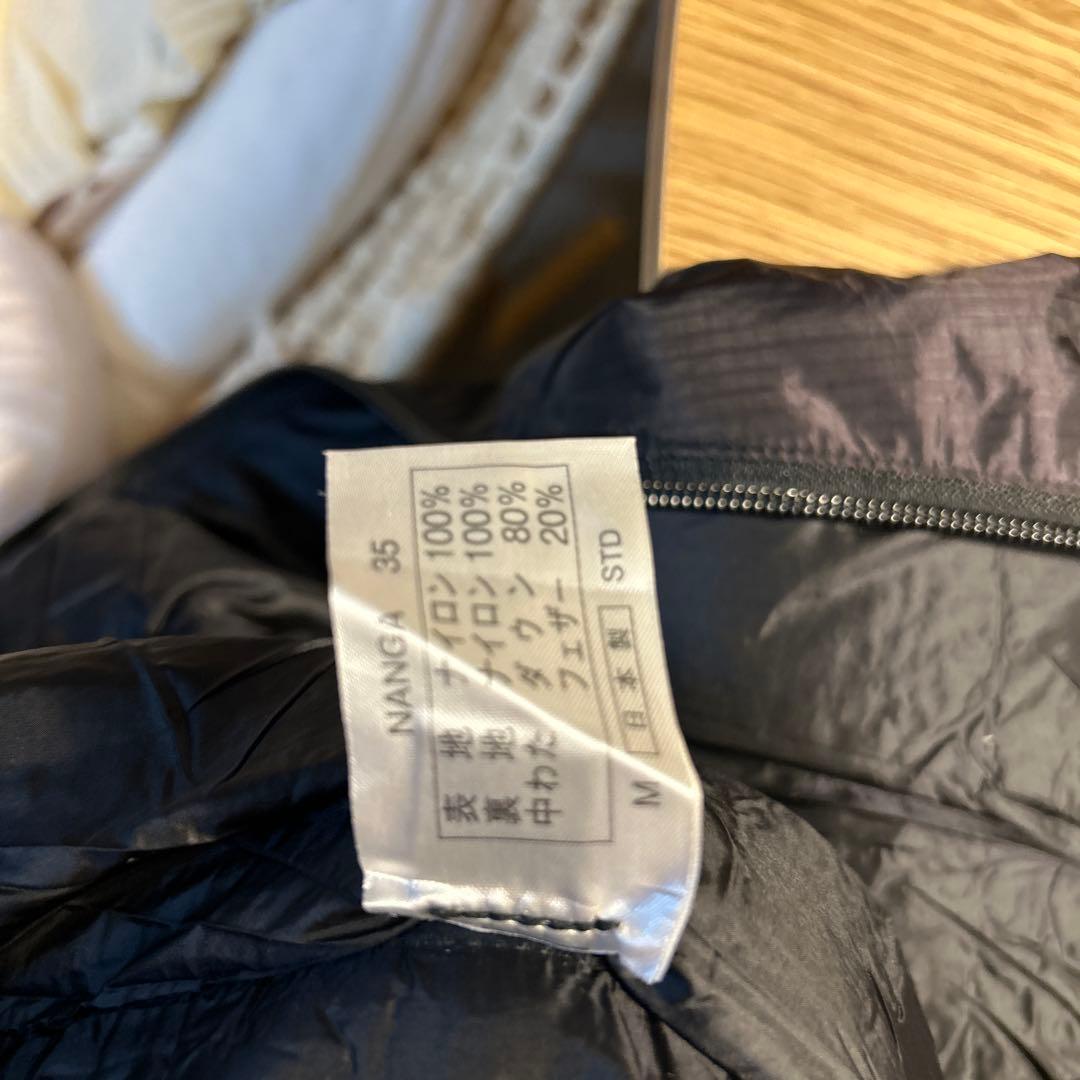 NANGA 35
表 地 ナイロン 100%
裏 地 ナイロン 100%
中わた ダウン 80%
フェザー 20%
日本製 STD
M